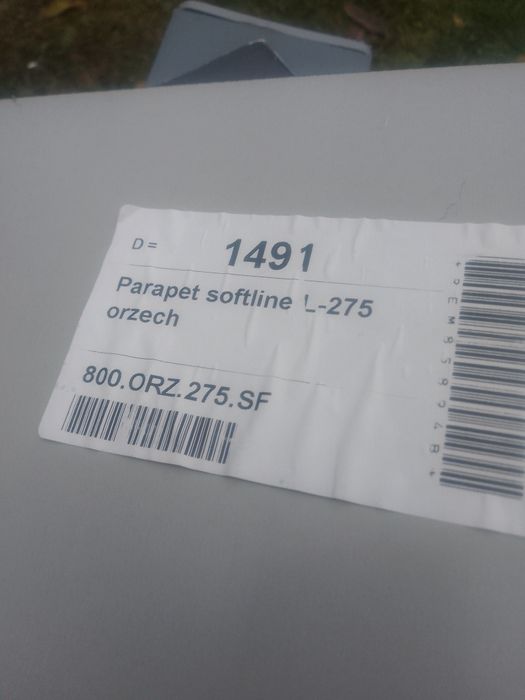 D = 1491
Parapet softline L-275
orzech
800.ORZ.275.SF